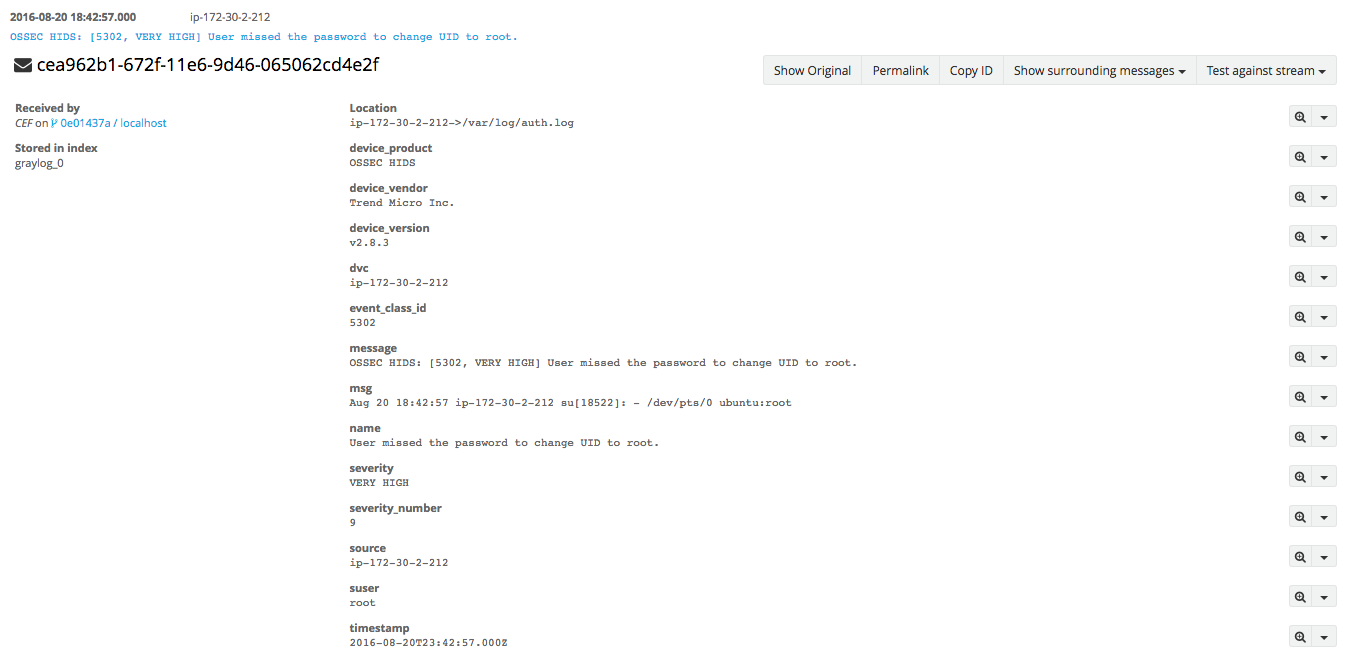 2016-08-20 18:42:57.000 ip-172-30-2-212
OSSEC HIDS: [5302, VERY HIGH] User missed the password to change UID to root.
cea962b1-672f-11e6-9d46-065062cd4e2f
Show Original Permalink Copy ID Show surrounding messages Test against stream
Received by
CEF on 0e01437a / localhost
Stored in index
graylog_0
Location
ip-172-30-2-212->/var/log/auth.log
device_product
OSSEC HIDS
device_vendor
Trend Micro Inc.
device_version
v2.8.3
dvc
ip-172-30-2-212
event_class_id
5302
message
OSSEC HIDS: [5302, VERY HIGH] User missed the password to change UID to root.
msg
Aug 20 18:42:57 ip-172-30-2-212 su[18522]: - /dev/pts/0 ubuntu:root
name
User missed the password to change UID to root.
severity
VERY HIGH
severity_number
9
source
ip-172-30-2-212
suser
root
timestamp
2016-08-20T23:42:57.000Z